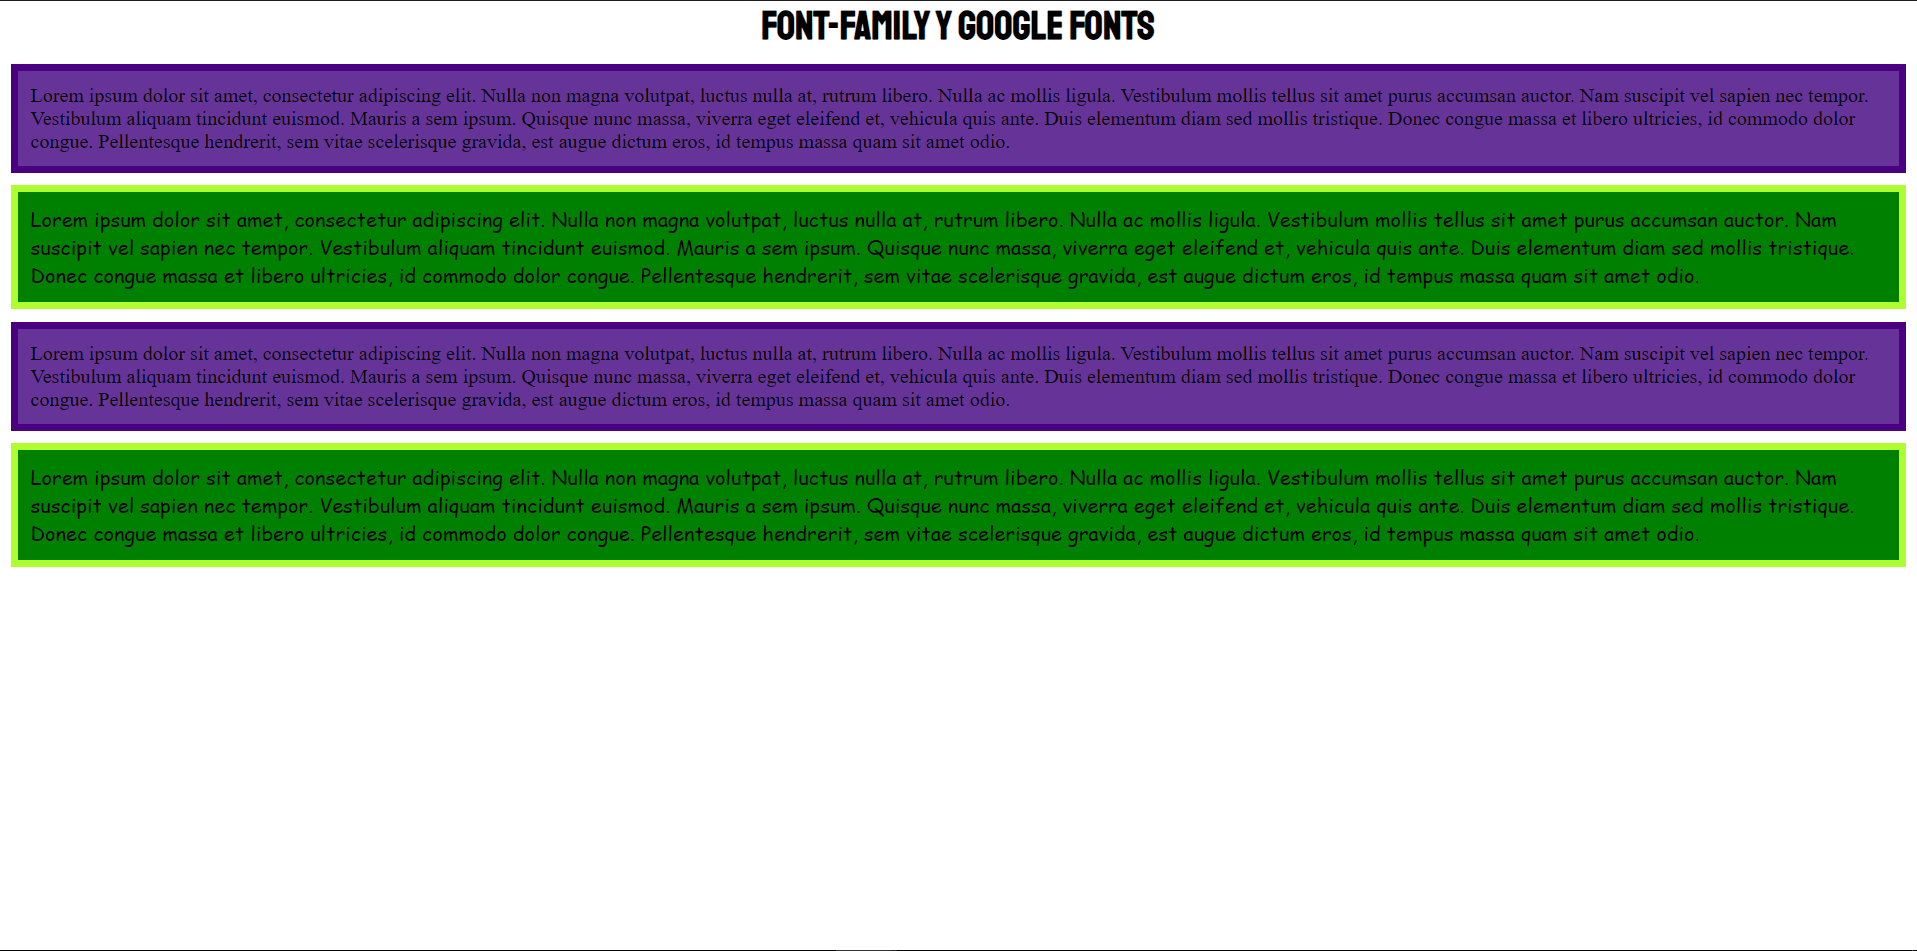 FONT-FAMILY Y GOOGLE FONTS
Lorem ipsum dolor sit amet, consectetur adipiscing elit. Nulla non magna volutpat, luctus nulla at, rutrum libero. Nulla ac mollis ligula. Vestibulum mollis tellus sit amet purus accumsan auctor. Nam suscipit vel sapien nec tempor.
Vestibulum aliquam tincidunt euismod. Mauris a sem ipsum. Quisque nunc massa, viverra eget eleifend et, vehicula quis ante. Duis elementum diam sed mollis tristique. Donec congue massa et libero ultricies, id commodo dolor
congue. Pellentesque hendrerit, sem vitae scelerisque gravida, est augue dictum eros, id tempus massa quam sit amet odio.
Lorem ipsum dolor sit amet, consectetur adipiscing elit. Nulla non magna volutpat, luctus nulla at, rutrum libero. Nulla ac mollis ligula. Vestibulum mollis tellus sit amet purus accumsan auctor. Nam
suscipit vel sapien nec tempor. Vestibulum aliquam tincidunt euismod. Mauris a sem ipsum. Quisque nunc massa, viverra eget eleifend et, vehicula quis ante. Duis elementum diam sed mollis tristique.
Donec congue massa et libero ultricies, id commodo dolor congue. Pellentesque hendrerit, sem vitae scelerisque gravida, est augue dictum eros, id tempus massa quam sit amet odio.
Lorem ipsum dolor sit amet, consectetur adipiscing elit. Nulla non magna volutpat, luctus nulla at, rutrum libero. Nulla ac mollis ligula. Vestibulum mollis tellus sit amet purus accumsan auctor. Nam suscipit vel sapien nec tempor.
Vestibulum aliquam tincidunt euismod. Mauris a sem ipsum. Quisque nunc massa, viverra eget eleifend et, vehicula quis ante. Duis elementum diam sed mollis tristique. Donec congue massa et libero ultricies, id commodo dolor
congue. Pellentesque hendrerit, sem vitae scelerisque gravida, est augue dictum eros, id tempus massa quam sit amet odio.
Lorem ipsum dolor sit amet, consectetur adipiscing elit. Nulla non magna volutpat, luctus nulla at, rutrum libero. Nulla ac mollis ligula. Vestibulum mollis tellus sit amet purus accumsan auctor. Nam
suscipit vel sapien nec tempor. Vestibulum aliquam tincidunt euismod. Mauris a sem ipsum. Quisque nunc massa, viverra eget eleifend et, vehicula quis ante. Duis elementum diam sed mollis tristique.
Donec congue massa et libero ultricies, id commodo dolor congue. Pellentesque hendrerit, sem vitae scelerisque gravida, est augue dictum eros, id tempus massa quam sit amet odio.